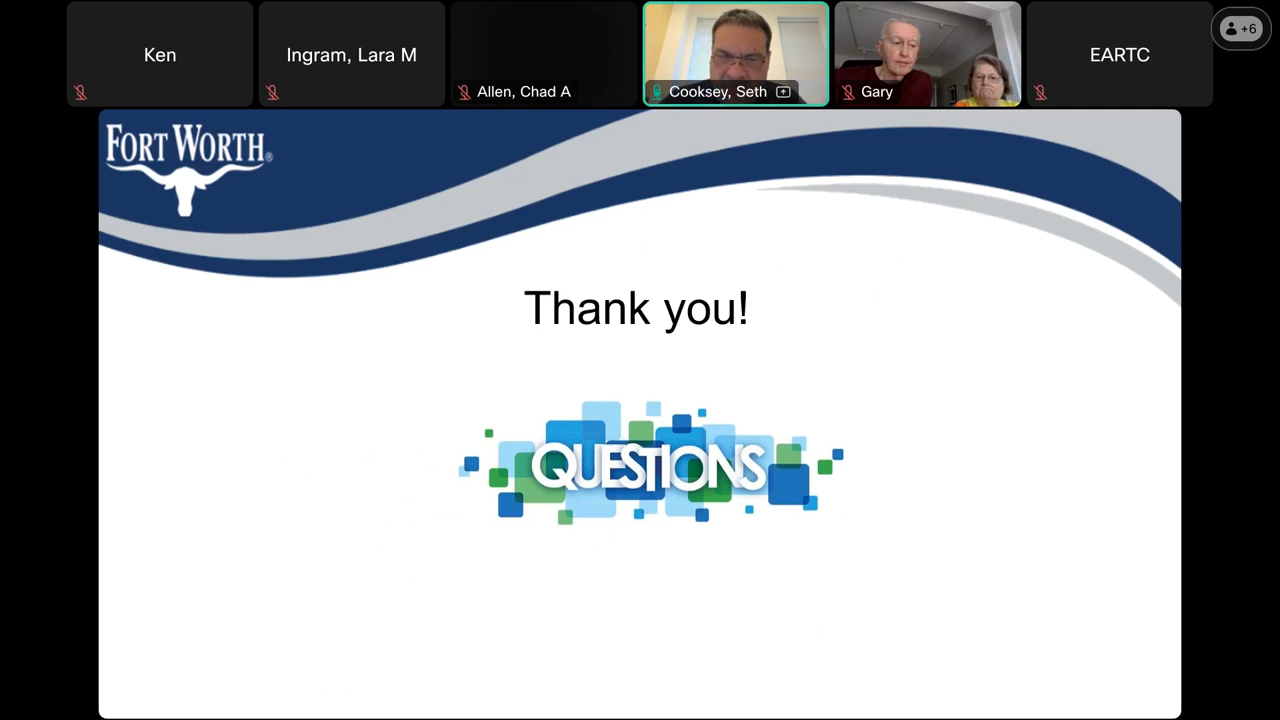 Ken
Ingram, Lara M
Allen, Chad A
Cooksey, Seth
Gary
EARTC
+6
FORT WORTH®
Thank you!
QUESTIONS